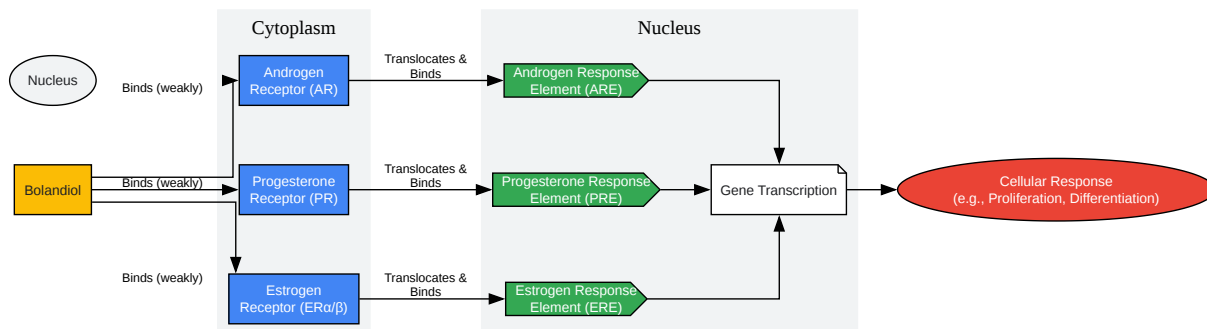 Cytoplasm
Nucleus
Nucleus
Binds (weakly)
Androgen
Receptor (AR)
Translocates &
Binds
Androgen Response
Element (ARE)
Bolandiol
Binds (weakly)
Progesterone
Receptor (PR)
Translocates &
Binds
Progesterone Response
Element (PRE)
Gene Transcription
Cellular Response
(e.g., Proliferation, Differentiation)
Binds (weakly)
Estrogen
Receptor (ERα/β)
Translocates &
Binds
Estrogen Response
Element (ERE)